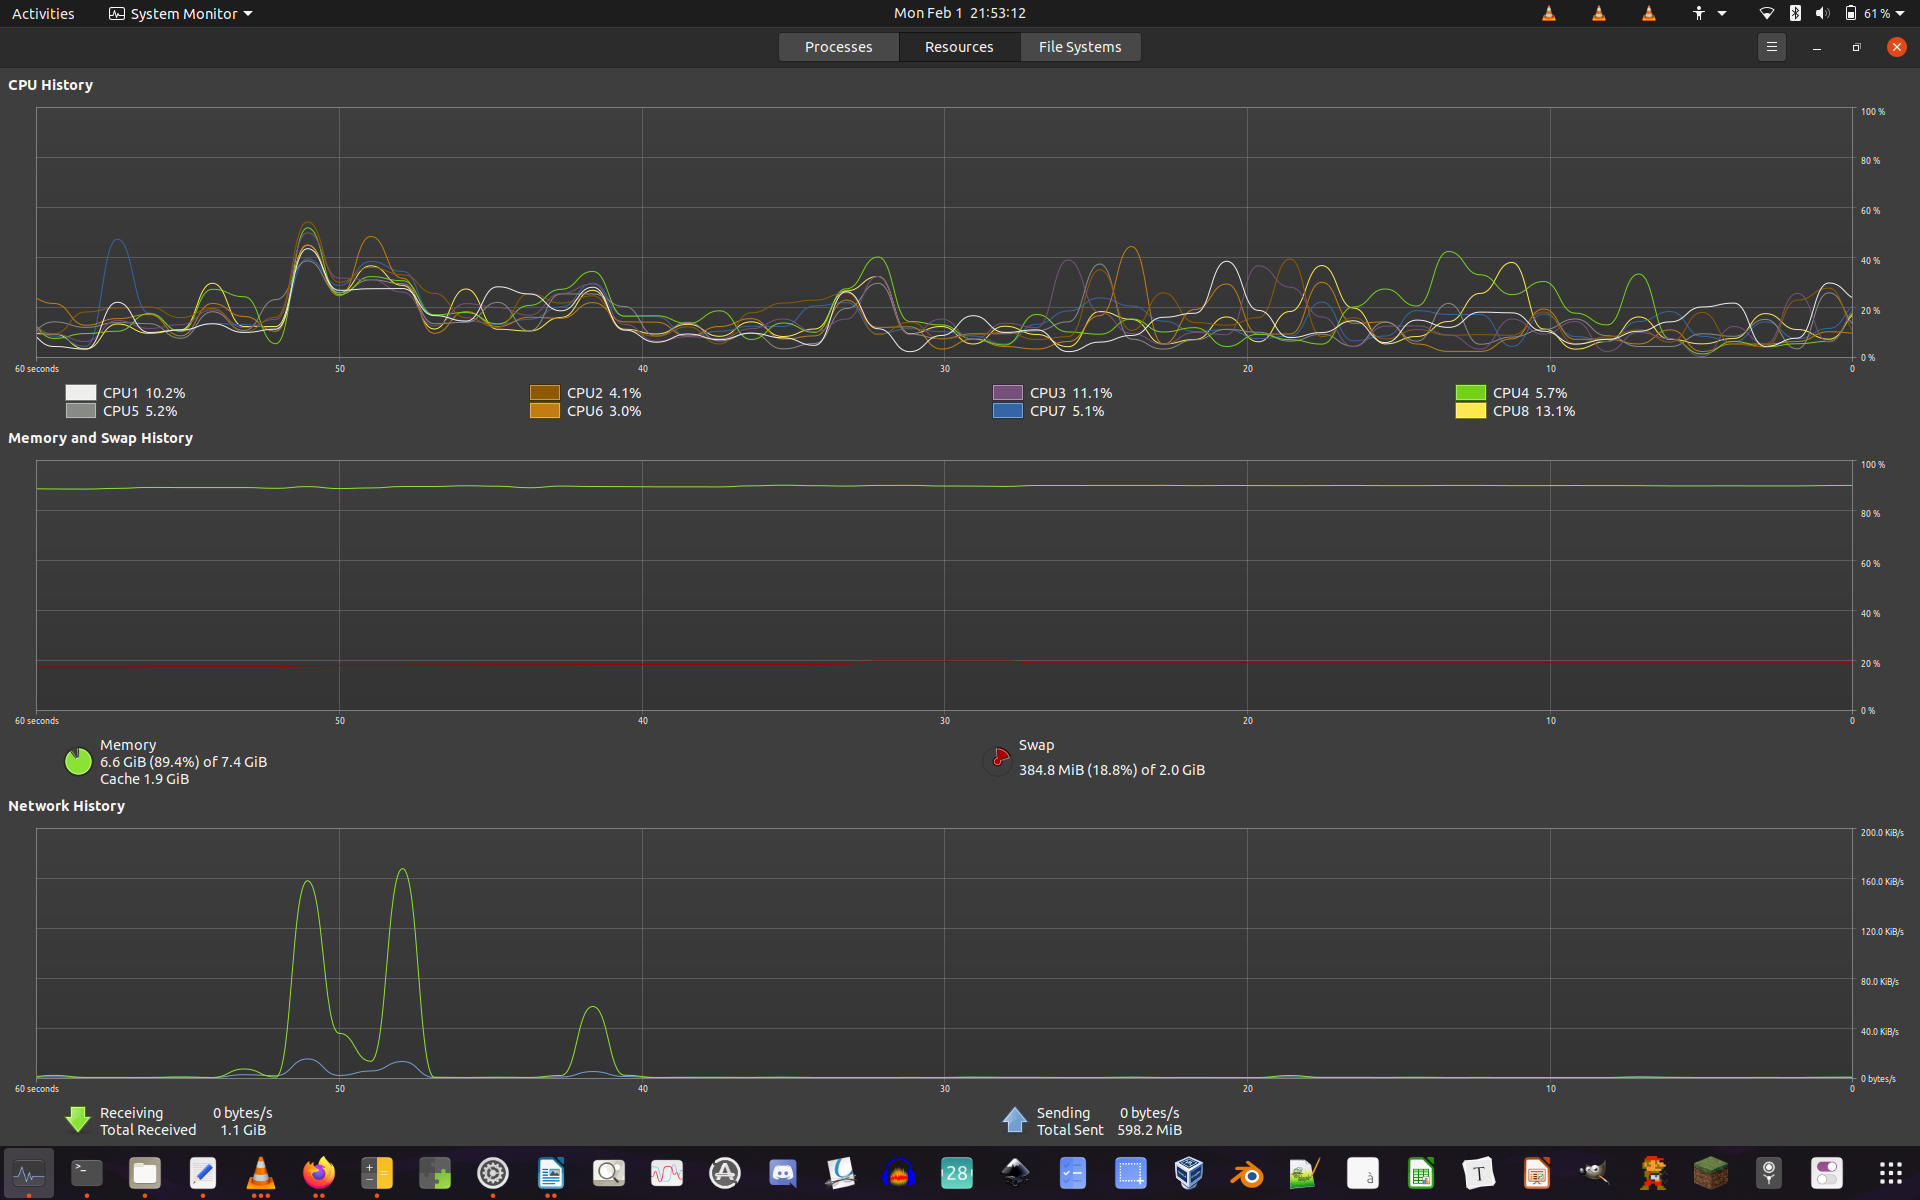 Activities System Monitor Mon Feb 1 21:53:12 61 %
Processes Resources File Systems
CPU History
100 %
80 %
60 %
40 %
20 %
0 %
60 seconds 50 40 30 20 10 0
CPU1 10.2% CPU2 4.1% CPU3 11.1% CPU4 5.7%
CPU5 5.2% CPU6 3.0% CPU7 5.1% CPU8 13.1%
Memory and Swap History
100 %
80 %
60 %
40 %
20 %
0 %
60 seconds 50 40 30 20 10 0
Memory
6.6 GiB (89.4%) of 7.4 GiB
Cache 1.9 GiB
Swap
384.8 MiB (18.8%) of 2.0 GiB
Network History
200.0 KiB/s
160.0 KiB/s
120.0 KiB/s
80.0 KiB/s
40.0 KiB/s
0 bytes/s
60 seconds 50 40 30 20 10 0
Receiving 0 bytes/s
Total Received 1.1 GiB
Sending 0 bytes/s
Total Sent 598.2 MiB
28
à
T